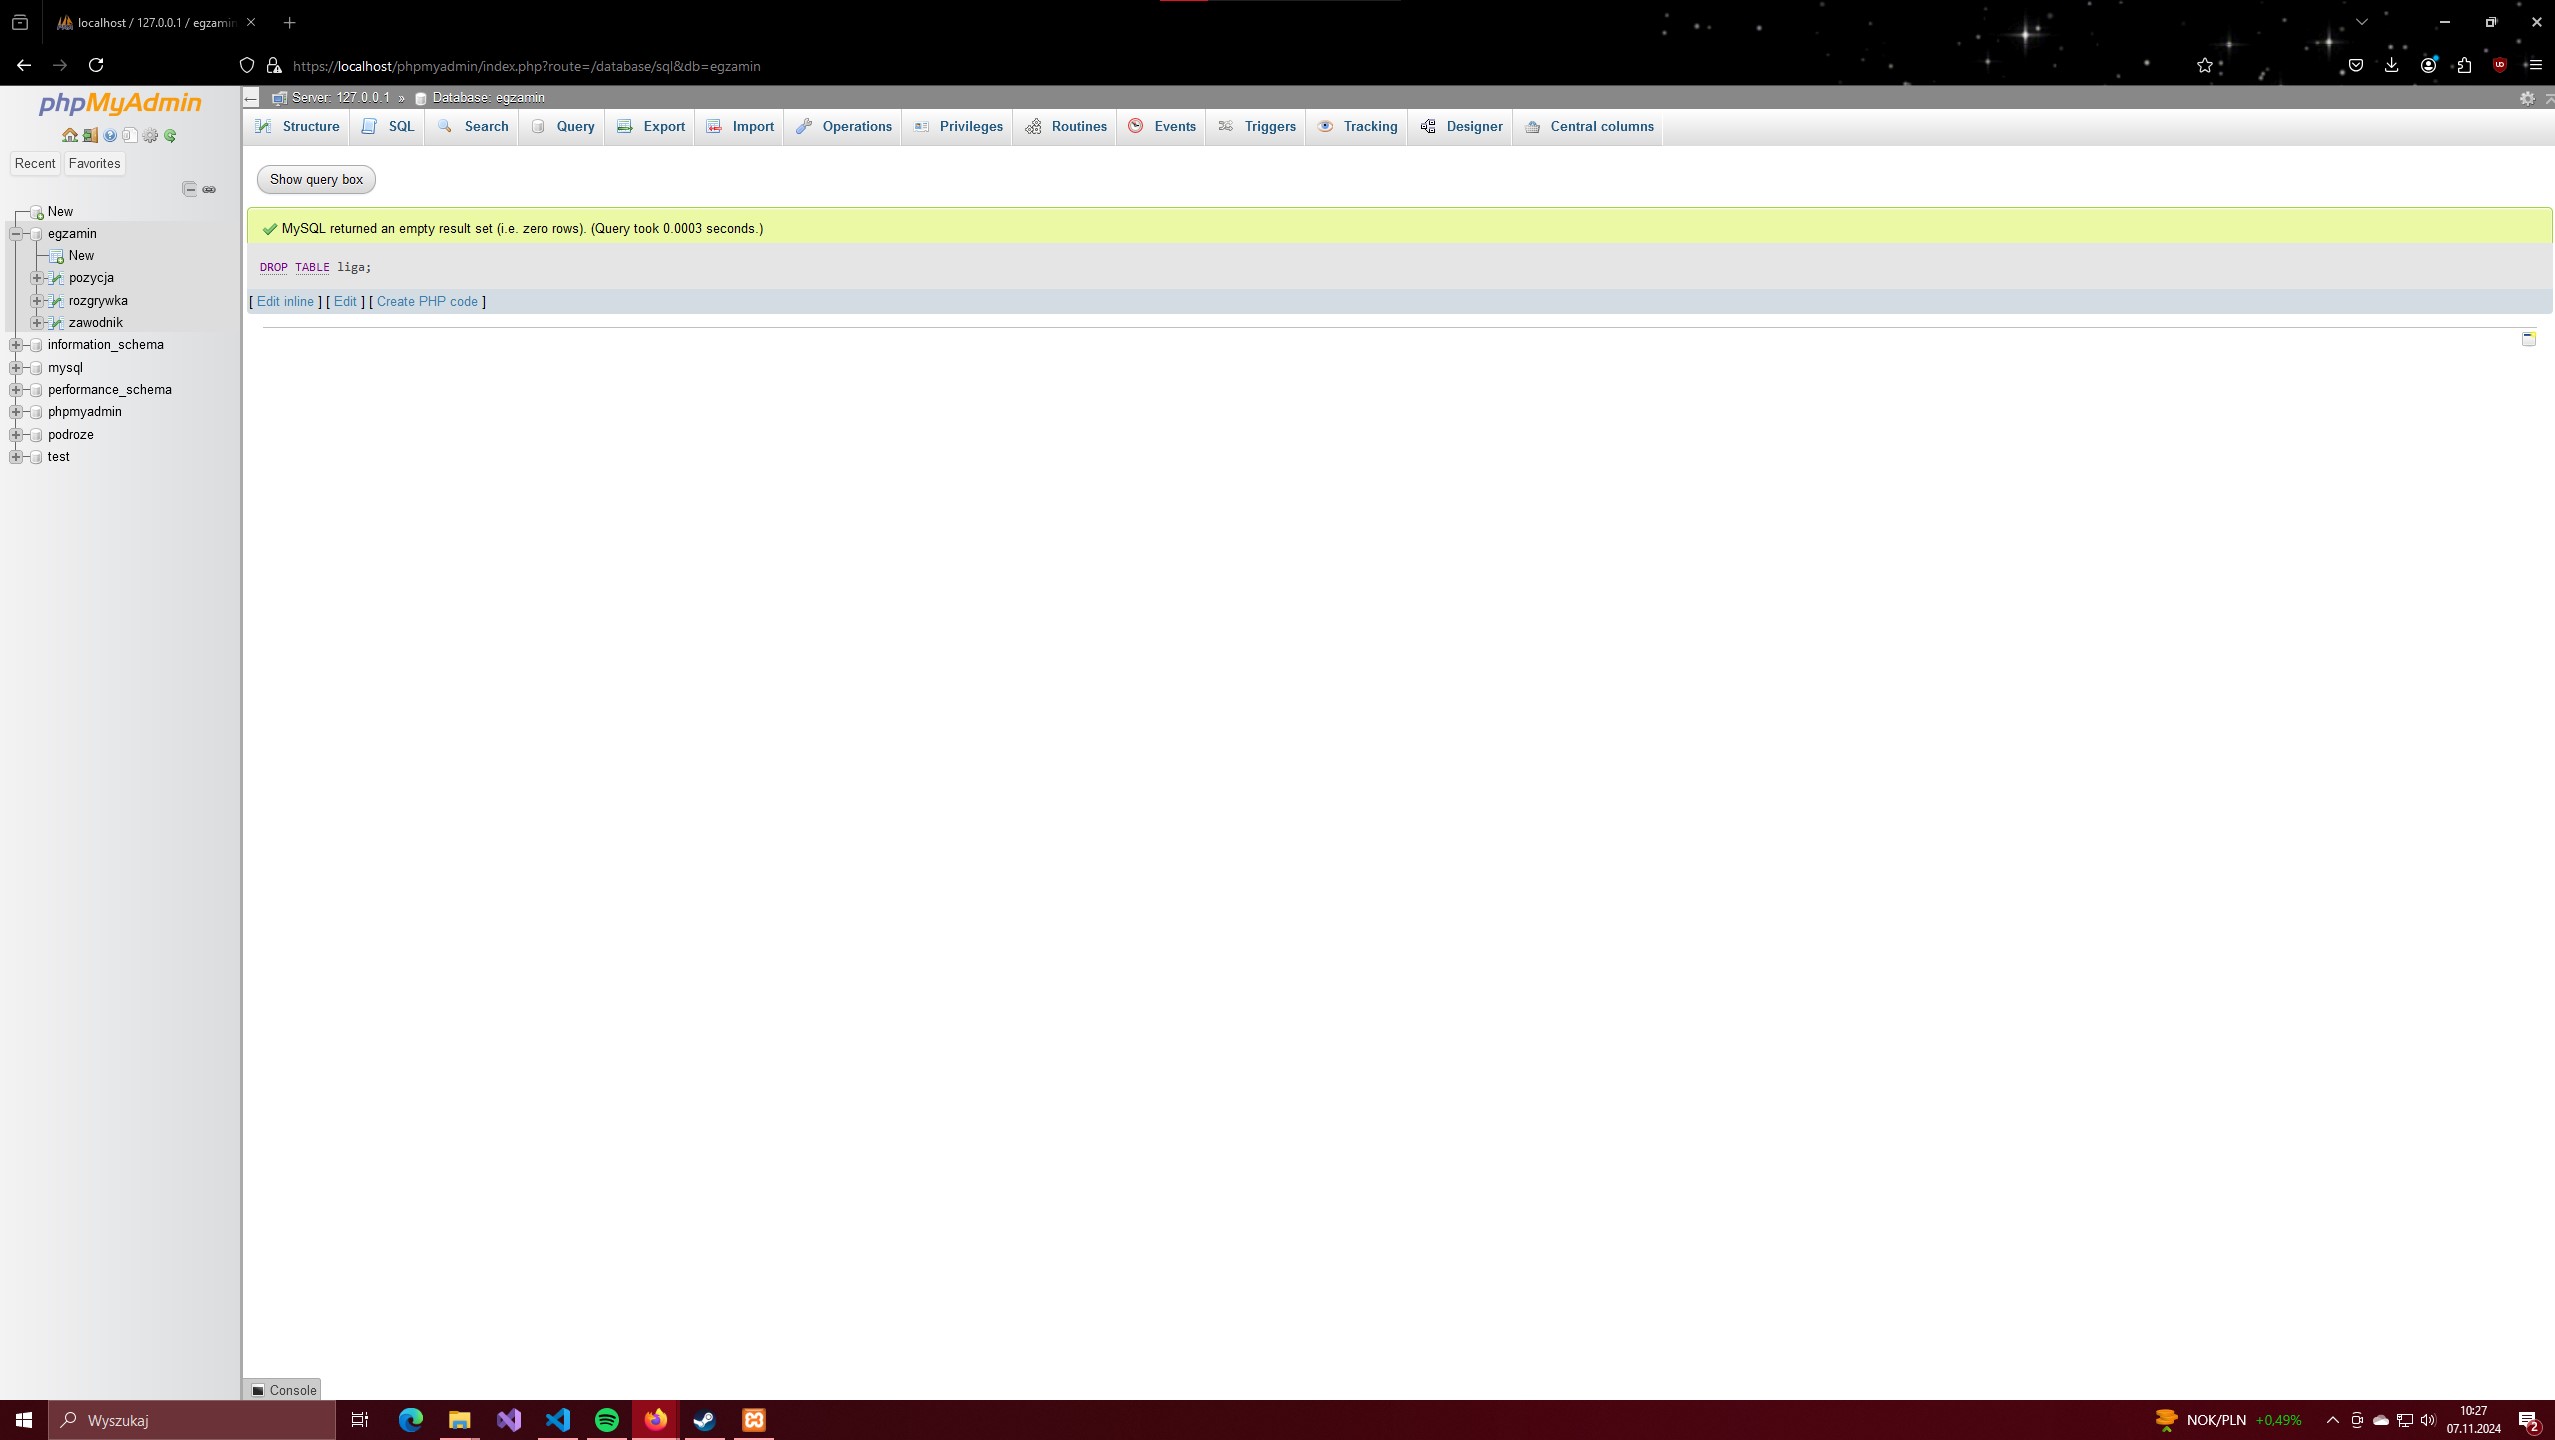 localhost / 127.0.0.1 / egzamin
https://localhost/phpmyadmin/index.php?route=/database/sql&db=egzamin
phpMyAdmin
Server: 127.0.0.1 » Database: egzamin
Structure SQL Search Query Export Import Operations Privileges Routines Events Triggers Tracking Designer Central columns
Recent Favorites
Show query box
New
MySQL returned an empty result set (i.e. zero rows). (Query took 0.0003 seconds.)
egzamin
New
DROP TABLE liga;
pozycja
rozgrywka
[ Edit inline ] [ Edit ] [ Create PHP code ]
zawodnik
information_schema
mysql
performance_schema
phpmyadmin
podroze
test
Console
Wyszukaj
NOK/PLN +0,49%
10:27
07.11.2024
2